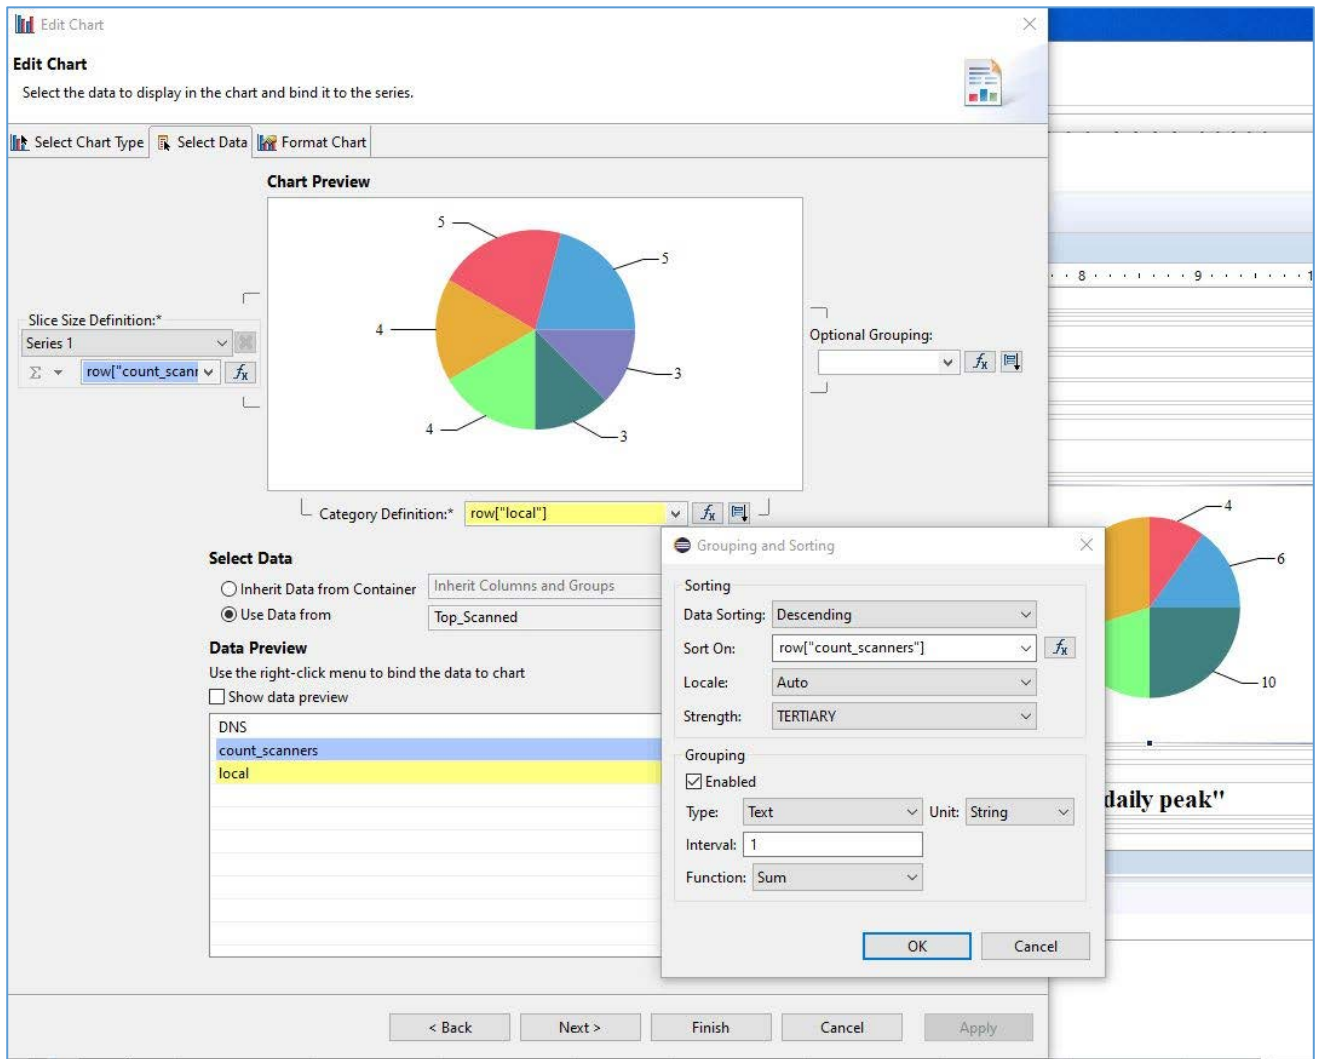 Edit Chart
Edit Chart
Select the data to display in the chart and bind it to the series.
Select Chart Type
Select Data
Format Chart
Chart Preview
5
5
4
3
4
3
Slice Size Definition:*
Series 1
Σ
row["count_scanr
fx
Optional Grouping:
fx
Category Definition:*
row["local"]
fx
Select Data
Inherit Data from Container
Inherit Columns and Groups
Use Data from
Top_Scanned
Data Preview
Use the right-click menu to bind the data to chart
Show data preview
DNS
count_scanners
local
< Back
Next >
Finish
Cancel
Apply
Grouping and Sorting
Sorting
Data Sorting:
Descending
Sort On:
row["count_scanners"]
fx
Locale:
Auto
Strength:
TERTIARY
Grouping
Enabled
Type:
Text
Unit:
String
Interval:
1
Function:
Sum
OK
Cancel
8
9
1
4
6
10
daily peak"